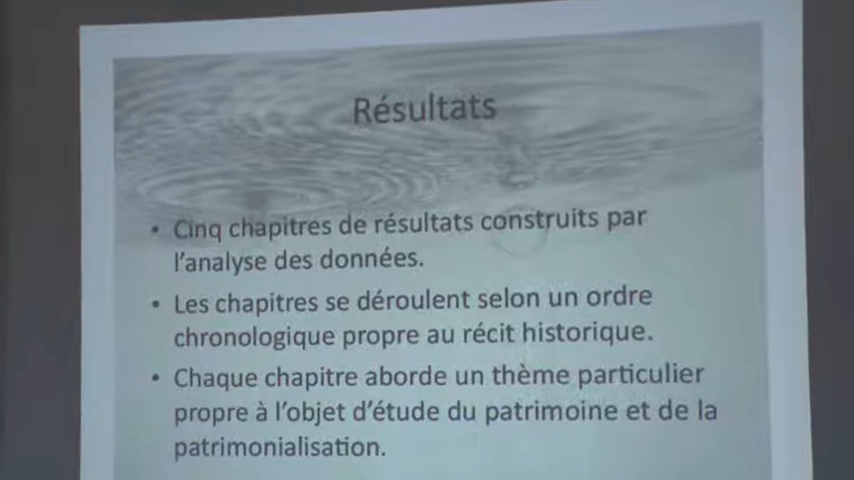 Résultats
• Cinq chapitres de résultats construits par
l'analyse des données.
• Les chapitres se déroulent selon un ordre
chronologique propre au récit historique.
• Chaque chapitre aborde un thème particulier
propre à l'objet d'étude du patrimoine et de la
patrimonialisation.